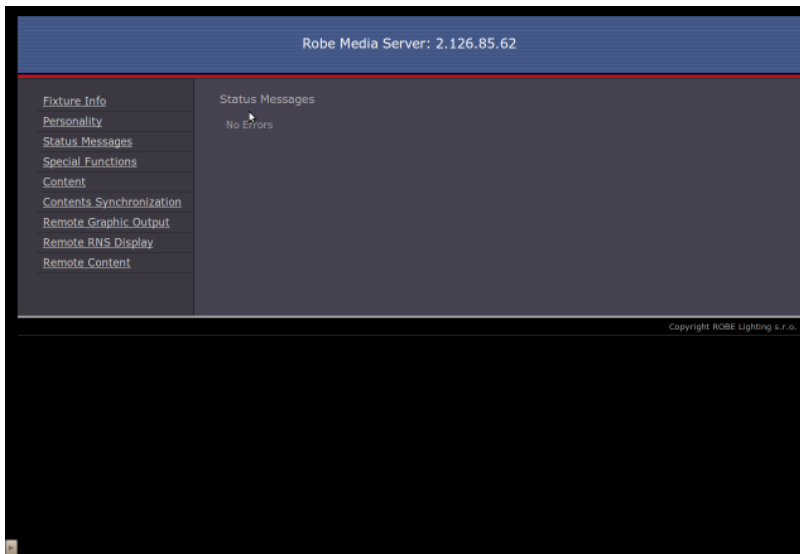 Robe Media Server: 2.126.85.62
Fixture Info
Personality
Status Messages
Special Functions
Content
Contents Synchronization
Remote Graphic Output
Remote RNS Display
Remote Content
Status Messages
No Errors
Copyright ROBE Lighting s.r.o.